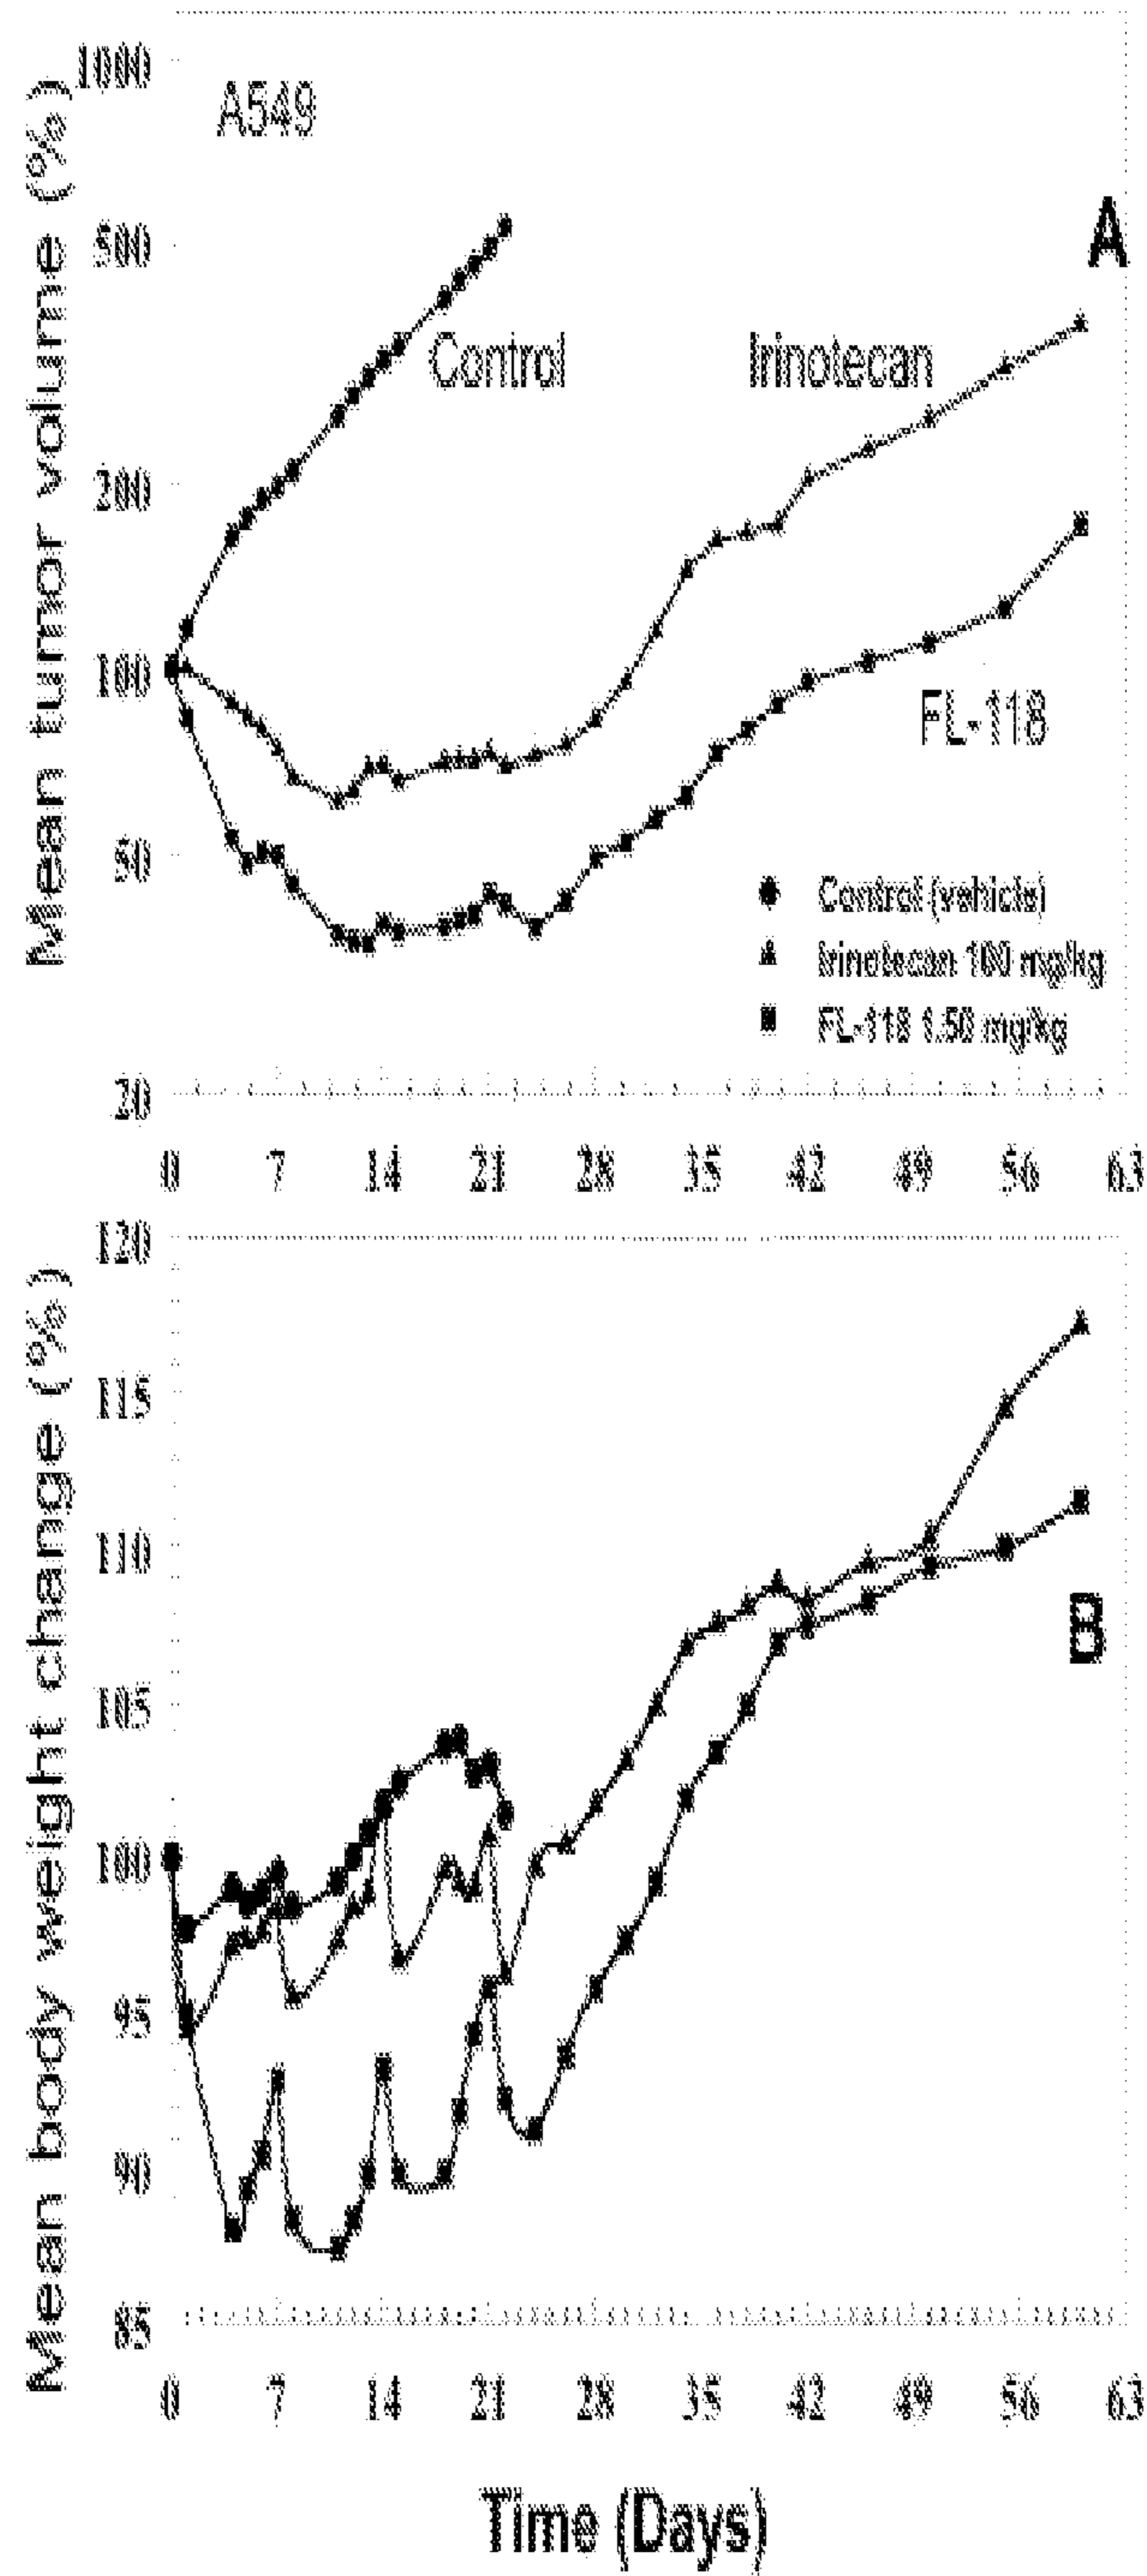 Mean tumor volume (%)
1000
500
200
100
50
20
A549
A
Control
Irinotecan
FL-118
Control (vehicle)
Irinotecan 100 mg/kg
FL-118 1.50 mg/kg
0 7 14 21 28 35 42 49 56 63
Mean body weight change (%)
120
115
110
105
100
95
90
85
B
0 7 14 21 28 35 42 49 56 63
Time (Days)